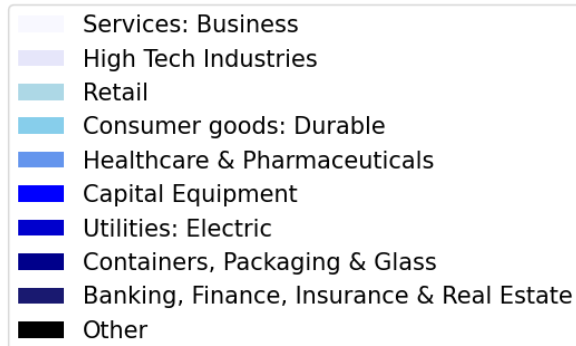 Services: Business
High Tech Industries
Retail
Consumer goods: Durable
Healthcare & Pharmaceuticals
Capital Equipment
Utilities: Electric
Containers, Packaging & Glass
Banking, Finance, Insurance & Real Estate
Other